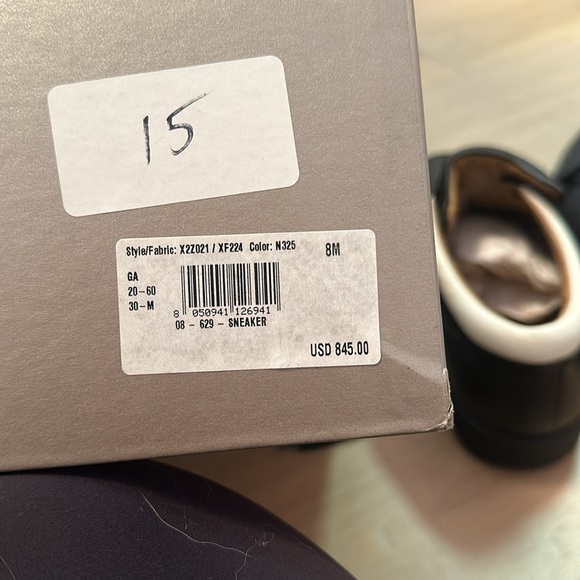 15
Style/Fabric: X2Z021 / XF224 Color: N325 8M
GA
20-60
30-M
8 050941 126941
08 - 629 - SNEAKER
USD 845.00